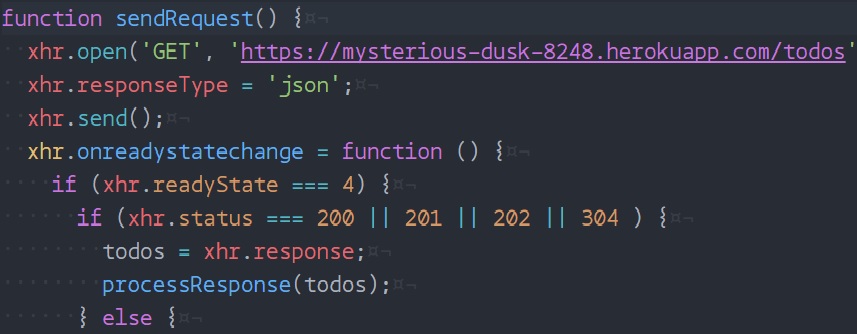 function sendRequest() {
  xhr.open('GET', 'https://mysterious-dusk-8248.herokuapp.com/todos'
  xhr.responseType = 'json';
  xhr.send();
  xhr.onreadystatechange = function () {
    if (xhr.readyState === 4) {
      if (xhr.status === 200 || 201 || 202 || 304 ) {
        todos = xhr.response;
        processResponse(todos);
      } else {